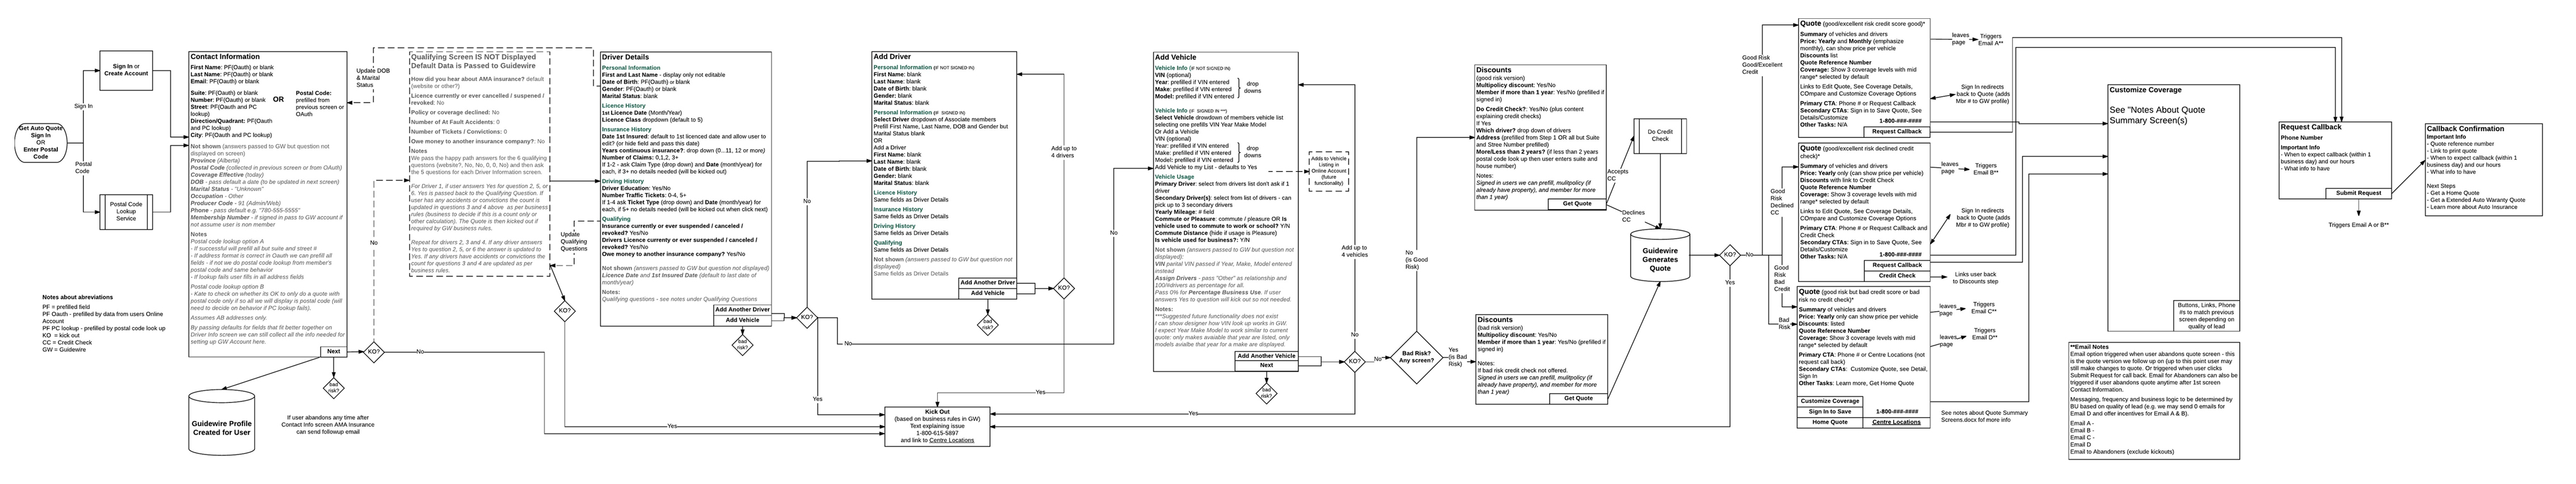 Get Auto Quote
Sign In
OR
Enter Postal
Code
Sign In
Postal
Code
Sign In or
Create Account
Postal Code
Lookup
Service
Notes about abreviations
PF = prefilled field
PF Oauth - prefilled by data from users Online
Account
PF PC lookup - prefilled by postal code look up
KO = kick out
CC = Credit Check
GW = Guidewire
Contact Information
First Name: PF(Oauth) or blank
Last Name: PF(Oauth) or blank
Email: PF(Oauth) or blank
Suite: PF(Oauth) or blank
Number: PF(Oauth) or blank
Street: PF(Oauth and PC
lookup)
Direction/Quadrant: PF(Oauth
and PC lookup)
City: PF(Oauth and PC lookup)
OR
Postal Code:
prefilled from
previous screen or
OAuth
Not shown (answers passed to GW but question not
displayed on screen)
Province (Alberta)
Postal Code (collected in previous screen or from OAuth)
Coverage Effective (today)
DOB - pass default a date (to be updated in next screen)
Marital Status - "Unknown"
Occupation - Other
Producer Code - 91 (Admin/Web)
Phone - pass default e.g. "780-555-5555"
Membership Number - if signed in pass to GW account if
not assume user is non member
Notes
Postal code lookup option A
- If successful will prefill all but suite and street #
- If address format is correct in Oauth we can prefill all
fields - if not we do postal code lookup from member's
postal code and same behavior
- If lookup fails user fills in all address fields
Postal code lookup option B
- Kate to check on whether its OK to only do a quote with
postal code only if so all we will display is postal code (will
need to decide on behavior if PC lookup fails).
Assumes AB addresses only.
By passing defaults for fields that fit better together on
Driver Info screen we can still collect all the info needed for
setting up GW Account here.
Next
KO?
No
bad
risk?
Guidewire Profile
Created for User
If user abandons any time after
Contact Info screen AMA Insurance
can send followup email
Update DOB
& Marital
Status
No
Qualifying Screen IS NOT Displayed
Default Data is Passed to Guidewire
How did you hear about AMA insurance? default
(website or other?)
Licence currently or ever cancelled / suspended /
revoked: No
Policy or coverage declined: No
Number of At Fault Accidents: 0
Number of Tickets / Convictions: 0
Owe money to another insurance company?: No
Notes
We pass the happy path answers for the 6 qualifying
questions (website?, No, No, 0, 0, No) and then ask
the 5 questions for each Driver Information Screen.
For Driver 1, if user answers Yes for question 2, 5, or
6, Yes is passed back to the Qualifying Question. If
user has any accidents or convictions the count is
updated in questions 3 and 4 above as per business
rules (business to decide if this is a count only or
other calculation). The Quote is then kicked out if
required by GW business rules.
Repeat for drivers 2, 3 and 4. If any driver answers
Yes to question 2, 5, or 6 the answer is updated to
Yes. If any drivers have accidents or convictions the
count for questions 3 and 4 are updated as per
business rules.
Update
Qualifying
Questions
KO?
Yes
Driver Details
Personal Information
First and Last Name - display only not editable
Date of Birth: PF(Oauth) or blank
Gender: PF(Oauth) or blank
Marital Status: blank
Licence History
1st Licence Date (Month/Year)
Licence Class dropdown (default to 5)
Insurance History
Date 1st Insured: default to 1st licenced date and allow user to
edit? (or hide field and pass this date)
Years continuous insurance?: drop down (0...11, 12 or more)
Number of Claims: 0,1,2, 3+
If 1-2 - ask Claim Type (drop down) and Date (month/year) for
each, if 3+ no details needed (will be kicked out)
Driving History
Driver Education: Yes/No
Number Traffic Tickets: 0-4, 5+
If 1-4 ask Ticket Type (drop down) and Date (month/year) for
each, if 5+ no details needed (will be kicked out when click next)
Qualifying
Insurance currently or ever suspended / canceled /
revoked? Yes/No
Drivers Licence currently or ever suspended / canceled /
revoked: Yes/No
Owe money to another insurance company? Yes/No
Not shown (answers passed to GW but question not displayed)
Licence Date and 1st Insured Date (default to last date of
month/year)
Notes:
Qualifying questions - see notes under Qualifying Questions
Add Another Driver
Add Vehicle
bad
risk?
KO?
No
No
Yes
Add Driver
Personal Information (IF NOT SIGNED IN)
First Name: blank
Last Name: blank
Date of Birth: blank
Gender: blank
Marital Status: blank
Personal Information (IF SIGNED IN)
Select Driver dropdown of Associate members
Prefill First Name, Last Name, DOB and Gender but
Marital Status blank
OR
Add a Driver
First Name: blank
Last Name: blank
Date of Birth: blank
Gender: blank
Marital Status: blank
Licence History
Same fields as Driver Details
Insurance History
Same fields as Driver Details
Driving History
Same fields as Driver Details
Qualifying
Same fields as Driver Details
Not shown (answers passed to GW but question not
displayed)
Same fields as Driver Details
Add Another Driver
Add Vehicle
bad
risk?
KO?
Add up to
4 drivers
Yes
No
Kick Out
(based on business rules in GW)
Text explaining issue
1-800-615-5897
and link to Centre Locations
Add Vehicle
Vehicle Info (IF NOT SIGNED IN)
VIN (optional)
Year: prefilled if VIN entered
Make: prefilled if VIN entered
Model: prefilled if VIN entered
drop
downs
Vehicle Info (IF SIGNED IN ***)
Select Vehicle drowdown of members vehicle list
selecting one prefills VIN Year Make Model
Or Add a Vehicle
VIN (optional)
Year: prefilled if VIN entered
Make: prefilled if VIN entered
Model: prefilled if VIN entered
drop
downs
Add Vehicle to my List - defaults to Yes
Vehicle Usage
Primary Driver: select from drivers list don't ask if 1
driver
Secondary Driver(s): select from list of drivers - can
pick up to 3 secondary drivers
Yearly Mileage: # field
Commute or Pleasure: commute / pleasure OR Is
vehicle used to commute to work or school? Y/N
Commute Distance (hide if usage is Pleasure)
Is vehicle used for business?: Y/N
Not shown (answers passed to GW but question not
displayed):
VIN parital VIN passed if Year, Make, Model entered
instead
Assign Drivers - pass "Other" as relationship and
100/#drivers as percentage for all.
Pass 0% for Percentage Business Use. If user
answers Yes to question will kick out so not needed.
Notes:
***Suggested future functionality does not exist
I can show designer how VIN look up works in GW.
I expect Year Make Model to work similar to current
quote: only makes avaiable that year are listed, only
models avaialbe that year for a make are displayed.
Add Another Vehicle
Next
bad
risk?
Adds to Vehicle
Listing in
Online Account
(future
functionality)
Add up to
4 vehicles
No
KO?
Yes
No
Bad Risk?
Any screen?
No
(is Good
Risk)
Yes
(is Bad
Risk)
Discounts
(good risk version)
Multipolicy discount: Yes/No
Member if more than 1 year: Yes/No (prefilled if
signed in)
Do Credit Check?: Yes/No (plus content
explaining credit checks)
If Yes
Which driver? drop down of drivers
Address (prefilled from Step 1 OR all but Suite
and Stree Number prefilled)
More/Less than 2 years? (if less than 2 years
postal code look up then user enters suite and
house number)
Notes:
Signed in users we can prefill, mulitpolicy (if
already have property), and member for more
than 1 year)
Get Quote
Discounts
(bad risk version)
Multipolicy discount: Yes/No
Member if more than 1 year: Yes/No (prefilled if
signed in)
Notes:
If bad risk credit check not offered.
Signed in users we can prefill, mulitpolicy (if
already have property), and member for more
than 1 year)
Get Quote
Accepts
CC
Declines
CC
Do Credit
Check
Guidewire
Generates
Quote
KO?
No
Yes
Good Risk
Good/Excellent
Credit
Good
Risk
Declined
CC
Good
Risk
Bad
Credit
Bad
Risk
Quote (good/excellent risk credit score good)*
Summary of vehicles and drivers
Price: Yearly and Monthly (emphasize
monthly), can show price per vehicle
Discounts list
Quote Reference Number
Coverage: Show 3 coverage levels with mid
range* selected by default
Links to Edit Quote, See Coverage Details,
COmpare and Customize Coverage Options
Primary CTA: Phone # or Request Callback
Secondary CTAs: Sign in to Save Quote, See
Details/Customize
Other Tasks: N/A
1-800-###-####
Request Callback
leaves
page
Triggers
Email A**
Sign In redirects
back to Quote (adds
Mbr # to GW profile)
Quote (good/excellent risk declined credit
check)*
Summary of vehicles and drivers
Price: Yearly only (can show price per vehicle)
Discounts with link to Credit Check
Quote Reference Number
Coverage: Show 3 coverage levels with mid
range* selected by default
Links to Edit Quote, See Coverage Details,
COmpare and Customize Coverage Options
Primary CTA: Phone # or Request Callback and
Credit Check
Secondary CTAs: Sign in to Save Quote, See
Details/Customize
Other Tasks: N/A
1-800-###-####
Request Callback
Credit Check
leaves
page
Triggers
Email B**
Sign In redirects
back to Quote (adds
Mbr # to GW profile)
Links user back
to Discounts step
Quote (good risk but bad credit score or bad
risk no credit check)*
Summary of vehicles and drivers
Price: Yearly only can show price per vehicle
Discounts: listed
Quote Reference Number
Coverage: Show 3 coverage levels with mid
range* selected by default
Primary CTA: Phone # or Centre Locations (not
request call back)
Secondary CTAs: Customize Quote, see Detail,
Sign In
Other Tasks: Learn more, Get Home Quote
Customize Coverage
Sign In to Save
1-800-###-####
Home Quote
Centre Locations
leaves
page
Triggers
Email C**
leaves
page
Triggers
Email D**
See notes about Quote Summary
Screens.docx fof more info
Customize Coverage
See "Notes About Quote
Summary Screen(s)
Buttons, Links, Phone
#s to match previous
screen depending on
quality of lead
**Email Notes
Email option triggered when user abandons quote screen - this
is the quote version we follow up on (up to this point user may
still make changes to quote. Or triggered when user clicks
Submit Request for call back. Email for Abandoners can also be
triggered if user abandons quote anytime after 1st screen
Contact Information.
Messaging, frequency and business logic to be determined by
BU based on quality of lead (e.g. we may send 0 emails for
Email D and offer incentives for Email A & B).
Email A -
Email B -
Email C -
Email D
Email to Abandoners (exclude kickouts)
Request Callback
Phone Number
Important Info
- When to expect callback (within 1
business day) and our hours
- What info to have
Submit Request
Triggers Email A or B**
Callback Confirmation
Important Info
- Quote reference number
- Link to print quote
- When to expect callback (within 1
business day) and our hours
- What info to have
Next Steps
- Get a Home Quote
- Get a Extended Auto Waranty Quote
- Learn more about Auto Insurance